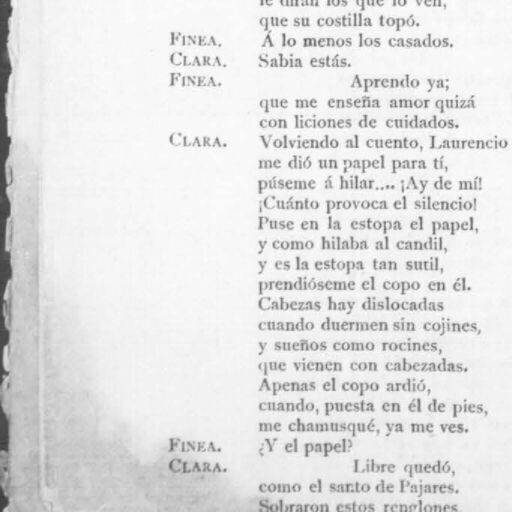 le dirán los que lo ven,
que su costilla topó.
FINEA. Á lo menos los casados.
CLARA. Sabia estás.
FINEA. Aprendo ya;
que me enseña amor quizá
con liciones de cuidados.
CLARA. Volviendo al cuento, Laurencio
me dió un papel para tí,
púseme á hilar.... ¡Ay de mí!
¡Cuánto provoca el silencio!
Puse en la estopa el papel,
y como hilaba al candil,
y es la estopa tan sutil,
prendióseme el copo en él.
Cabezas hay dislocadas
cuando duermen sin cojines,
y sueños como rocines,
que vienen con cabezadas.
Apenas el copo ardió,
cuando, puesta en él de pies,
me chamusqué, ya me ves.
FINEA. ¿Y el papel?
CLARA. Libre quedó,
como el santo de Pajares.
Sobraron estos renglones